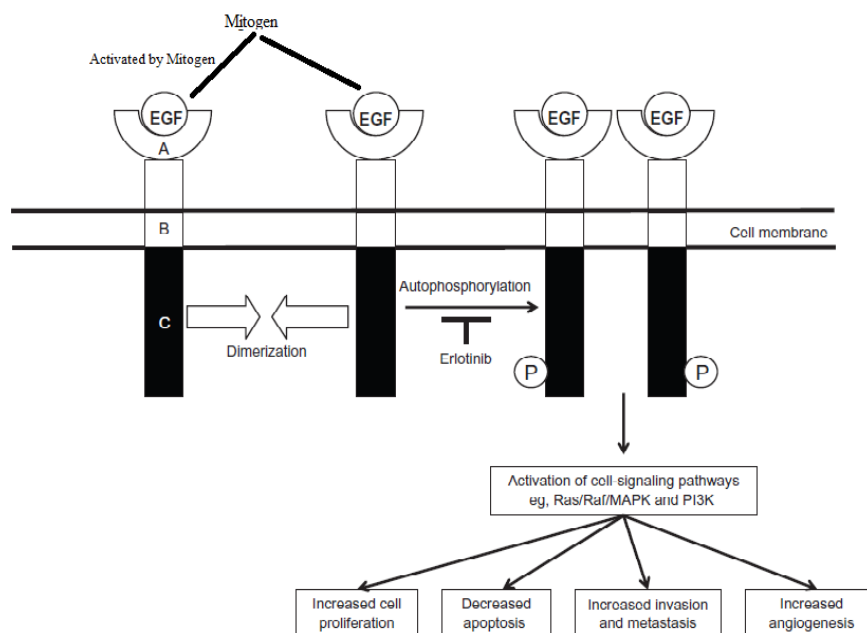 Mitogen
Activated by Mitogen
EGF
EGF
EGF
EGF
A
B
Cell membrane
C
Autophosphorylation
Dimerization
Erlotinib
P
P
Activation of cell-signaling pathways
eg, Ras/Raf/MAPK and PI3K
Increased cell
proliferation
Decreased
apoptosis
Increased invasion
and metastasis
Increased
angiogenesis